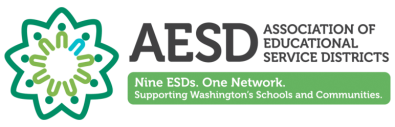 AESD
ASSOCIATION OF
EDUCATIONAL
SERVICE DISTRICTS
Nine ESDs. One Network.
Supporting Washington's Schools and Communities.